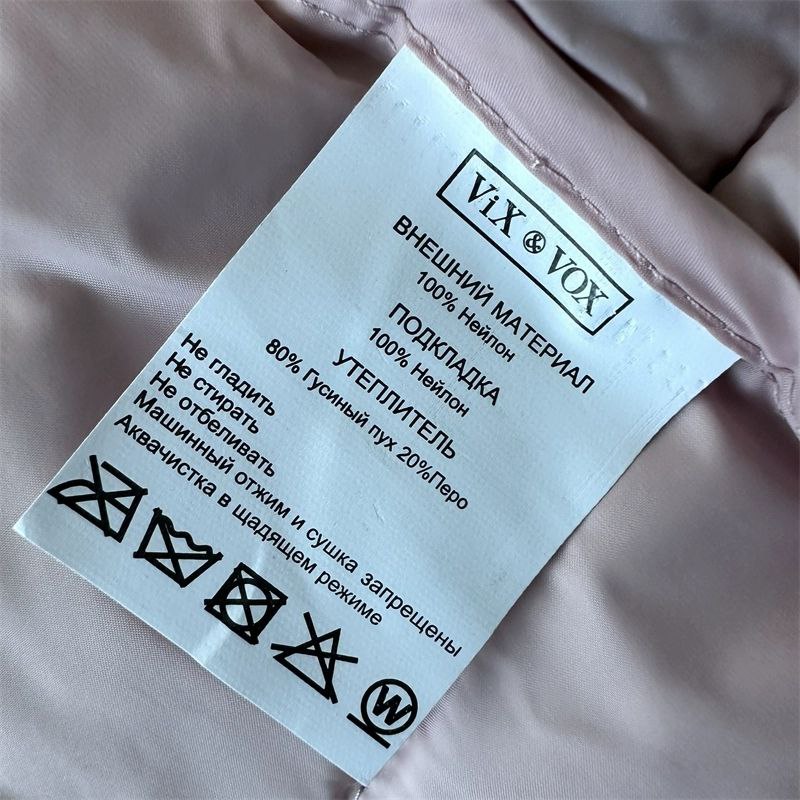 ViX & VOX
ВНЕШНИЙ МАТЕРИАЛ
100% Нейлон
ПОДКЛАДКА
100% Нейлон
УТЕПЛИТЕЛЬ
80% Гусиный пух 20%Перо
Не гладить
Не стирать
Не отбеливать
Машинный отжим и сушка запрещены
Аквачистка в щадящем режиме
W